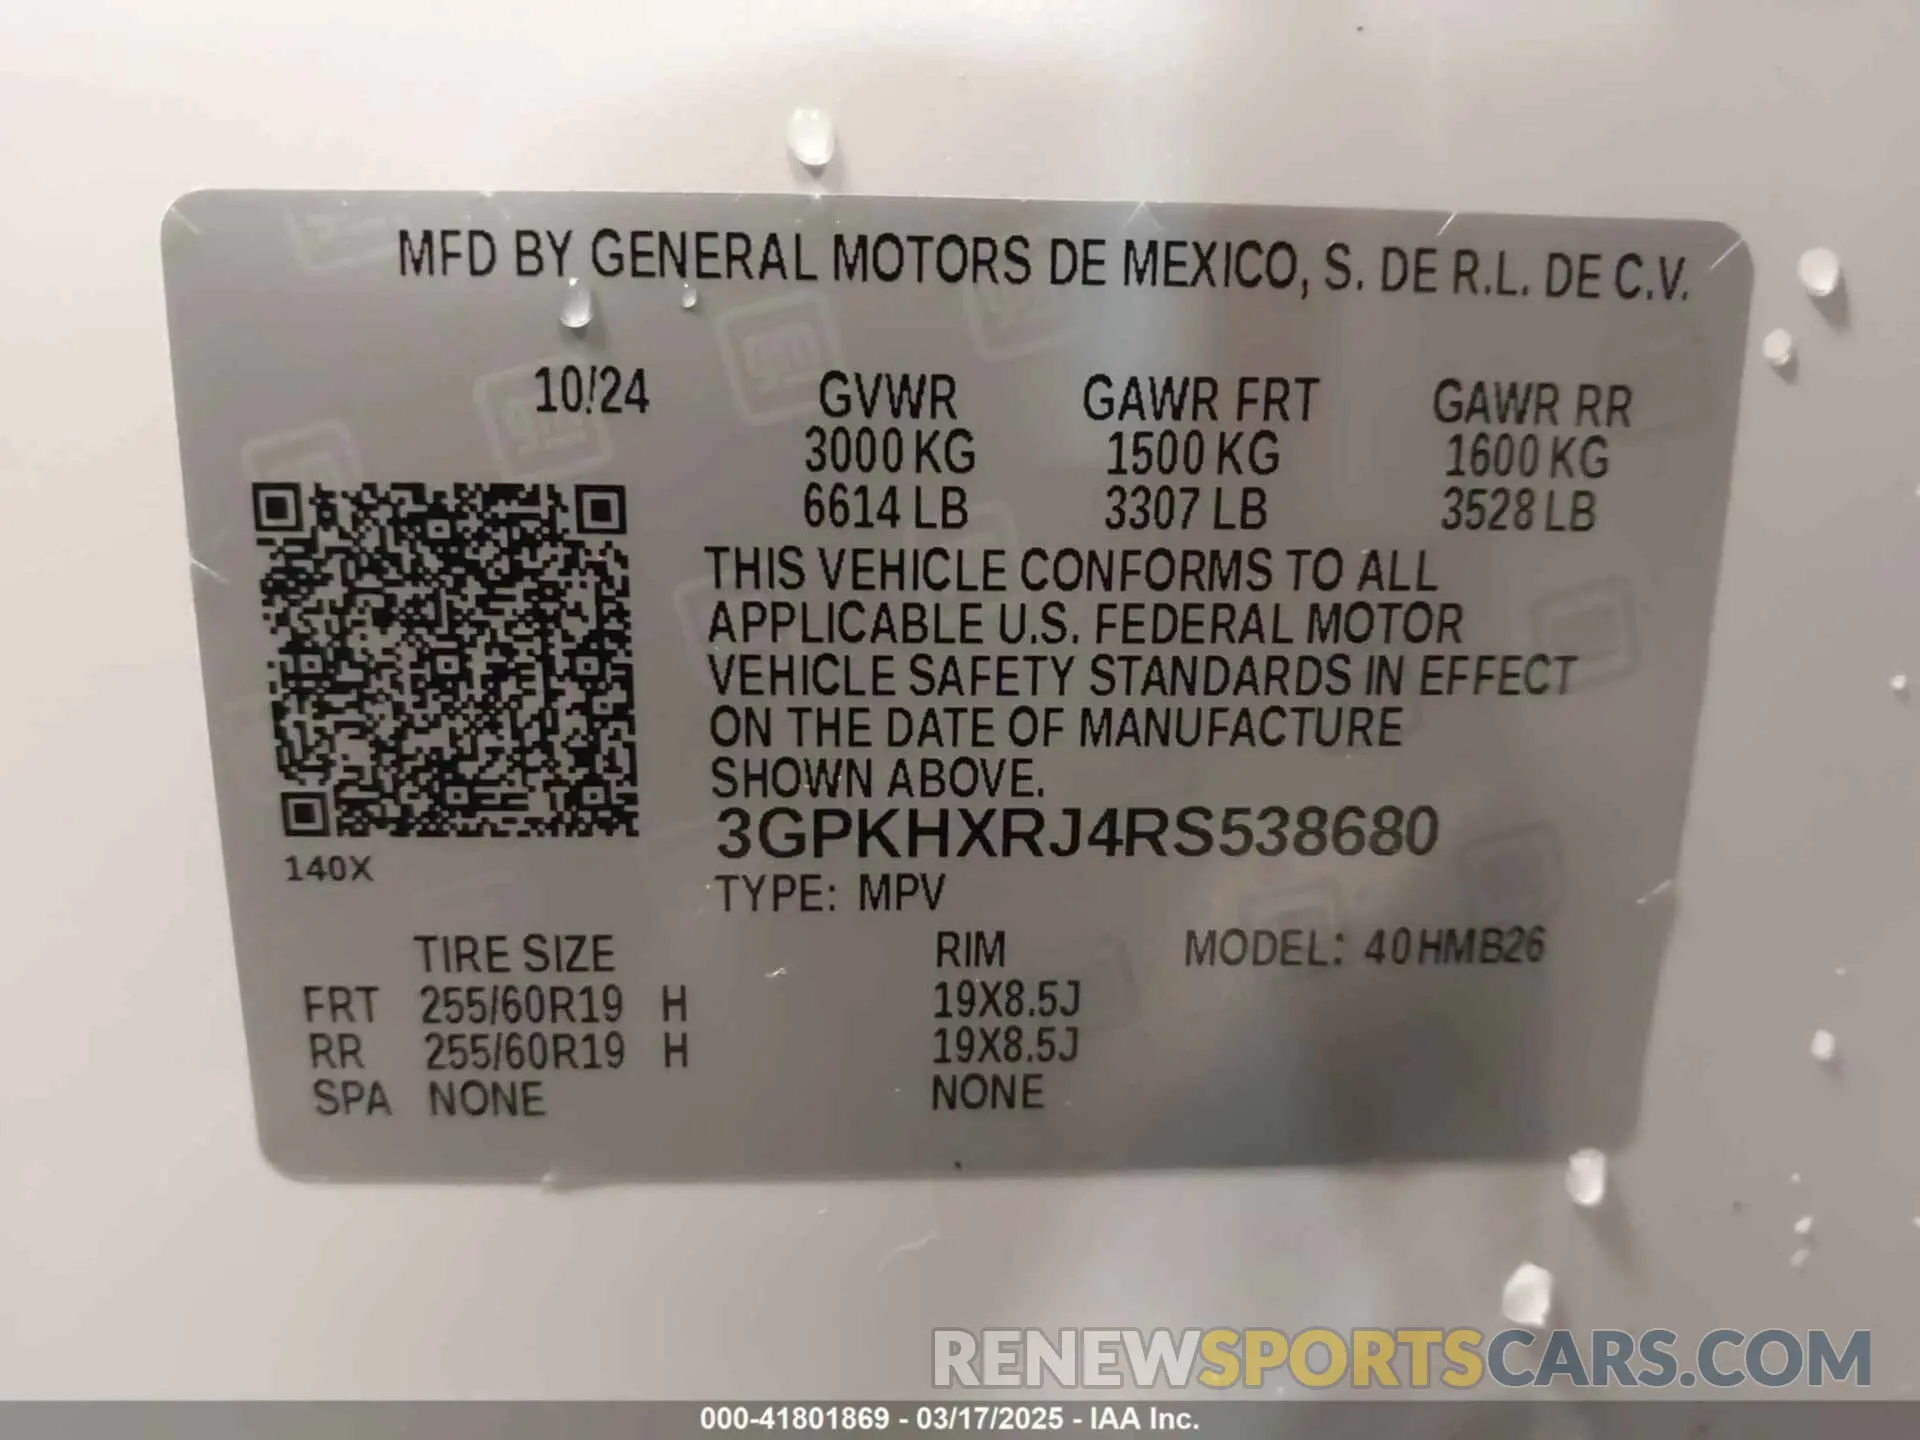 MFD BY GENERAL MOTORS DE MEXICO, S. DE R.L. DE C.V.
10/24 GVWR GAWR FRT GAWR RR
3000 KG 1500 KG 1600 KG
6614 LB 3307 LB 3528 LB
THIS VEHICLE CONFORMS TO ALL
APPLICABLE U.S. FEDERAL MOTOR
VEHICLE SAFETY STANDARDS IN EFFECT
ON THE DATE OF MANUFACTURE
SHOWN ABOVE.
3GPKHXRJ4RS538680
140X
TYPE: MPV
TIRE SIZE RIM MODEL: 40HMB26
FRT 255/60R19 H 19X8.5J
RR 255/60R19 H 19X8.5J
SPA NONE NONE
RENEWSPORTSCARS.COM
000-41801869 - 03/17/2025 - IAA Inc.